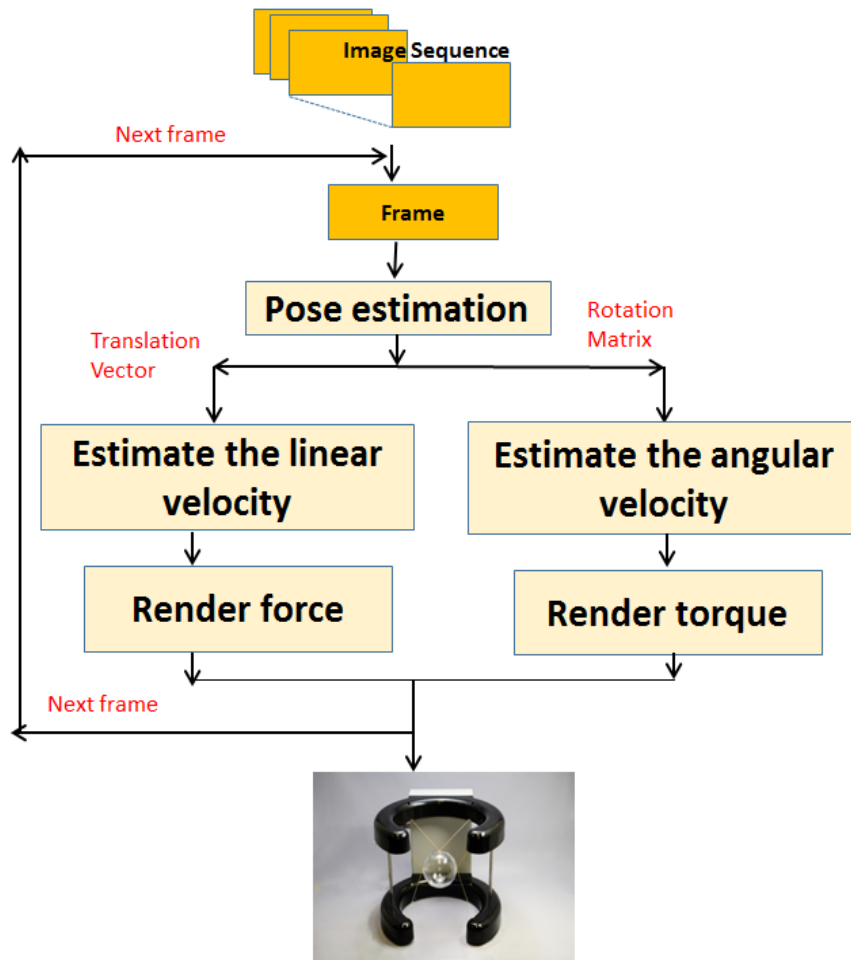 Image Sequence
Next frame
Frame
Pose estimation
Rotation
Matrix
Translation
Vector
Estimate the linear
velocity
Estimate the angular
velocity
Render force
Render torque
Next frame